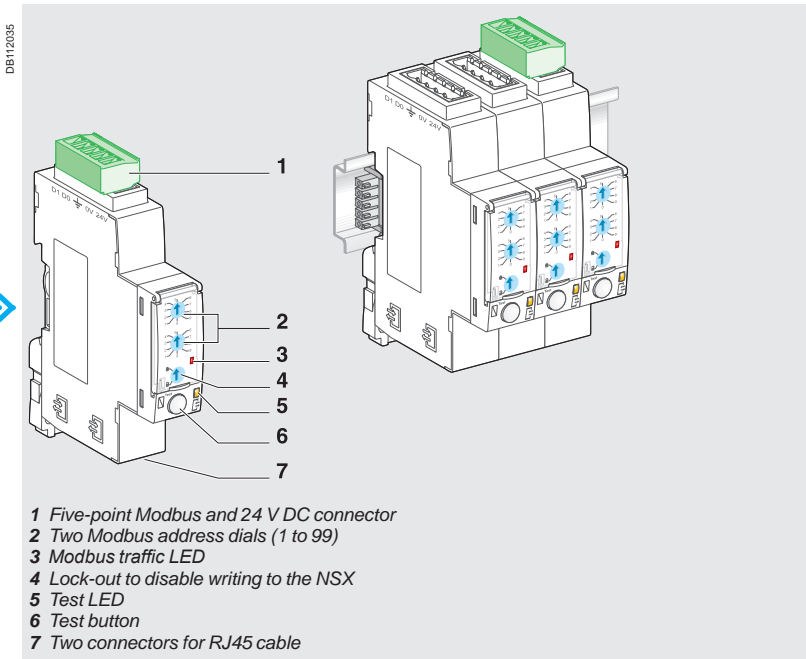 DB112035
D1 D0 ⏚ 0V 24V
D1 D0 ⏚ 0V 24V
1
2
3
4
5
6
7
1 Five-point Modbus and 24 V DC connector
2 Two Modbus address dials (1 to 99)
3 Modbus traffic LED
4 Lock-out to disable writing to the NSX
5 Test LED
6 Test button
7 Two connectors for RJ45 cable